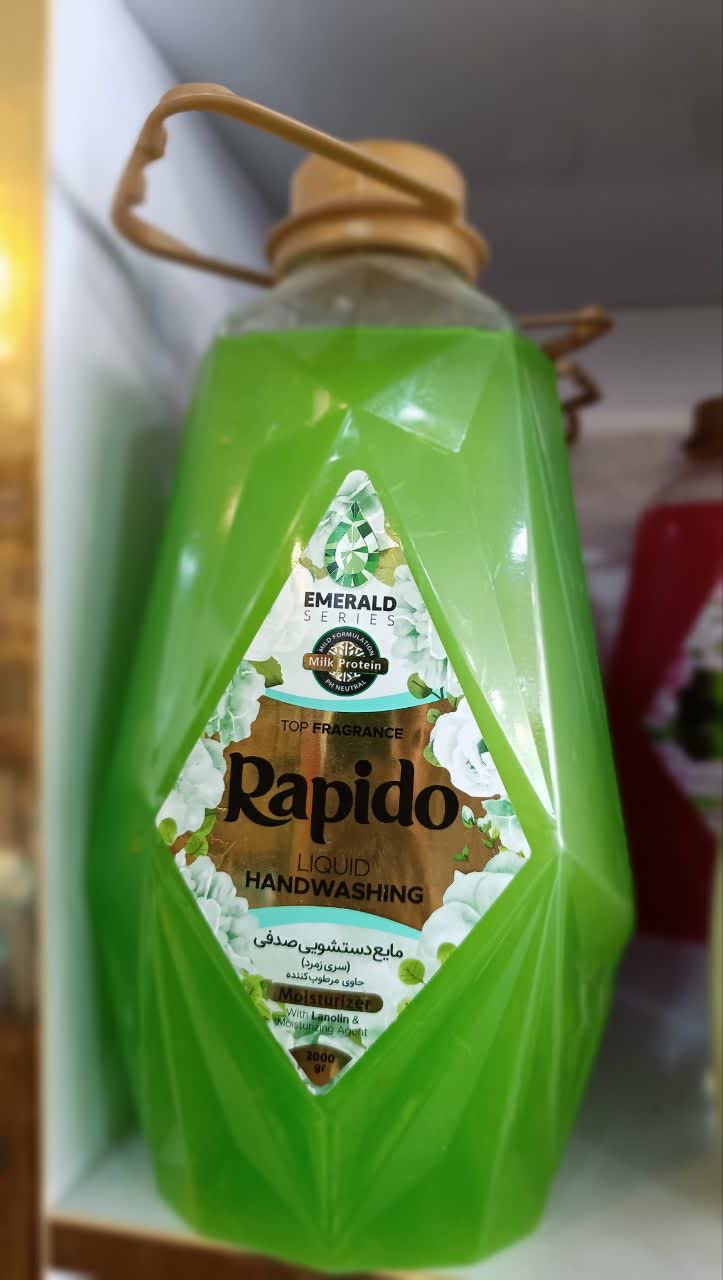 EMERALD
SERIES
MILD FORMULATION
Milk Protein
PH NEUTRAL
TOP FRAGRANCE
Rapido
LIQUID
HANDWASHING
مایع دستشویی صدفی
(سری زمرد)
حاوی مرطوب کننده
Moisturizer
With Lanolin &
Moisturizing Agent
2000
gr